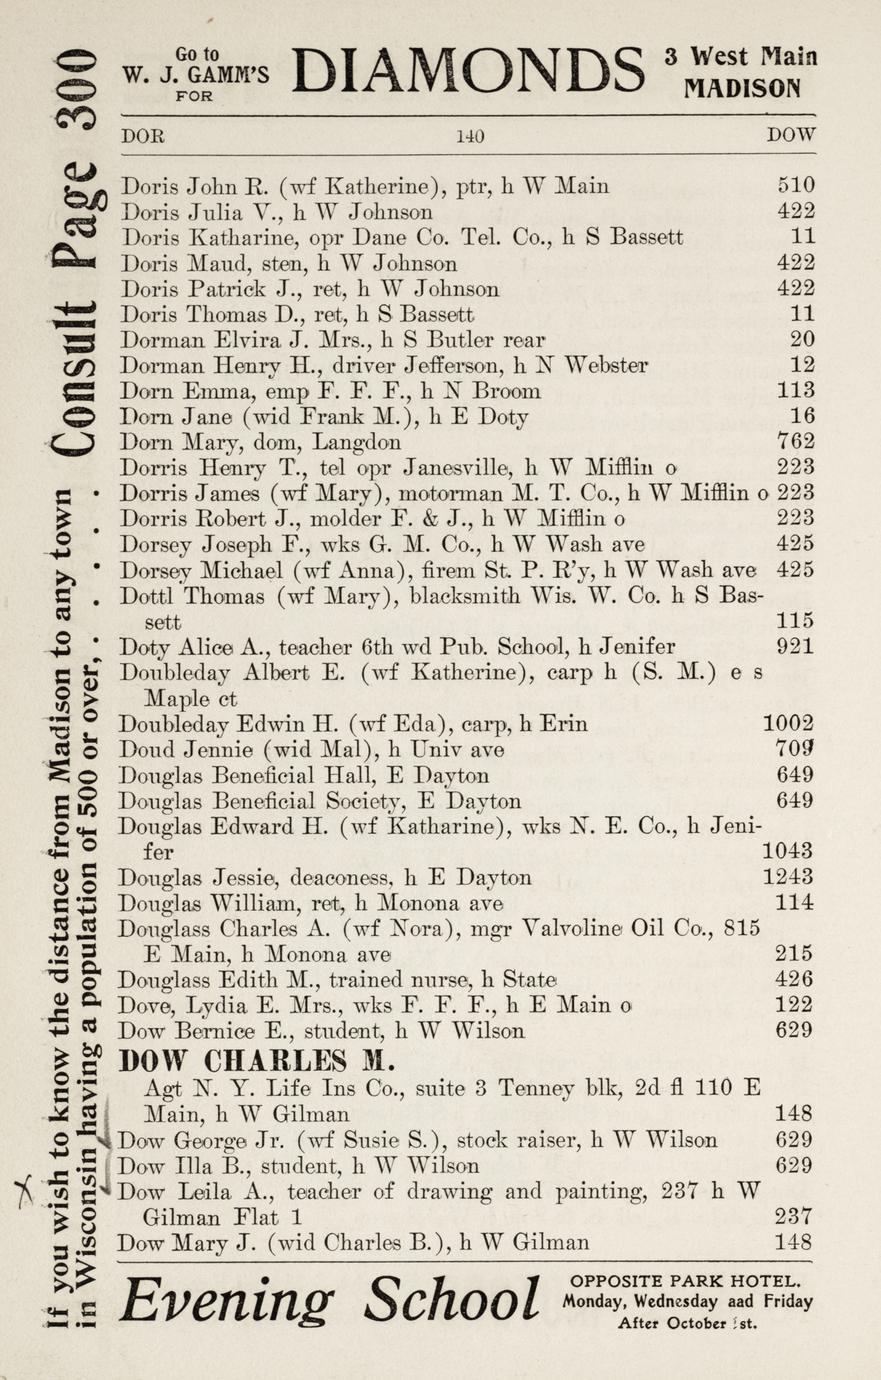 Go to
W. J. GAMM'S
FOR
DIAMONDS
3 West Main
MADISON
DOR 140 DOW
Doris John R. (wf Katherine), ptr, h W Main 510
Doris Julia V., h W Johnson 422
Doris Katharine, opr Dane Co. Tel. Co., h S Bassett 11
Doris Maud, sten, h W Johnson 422
Doris Patrick J., ret, h W Johnson 422
Doris Thomas D., ret, h S Bassett 11
Dorman Elvira J. Mrs., h S Butler rear 20
Dorman Henry H., driver Jefferson, h N Webster 12
Dorn Emma, emp F. F. F., h N Broom 113
Dorn Jane (wid Frank M.), h E Doty 16
Dorn Mary, dom, Langdon 762
Dorris Henry T., tel opr Janesville, h W Mifflin o 223
Dorris James (wf Mary), motorman M. T. Co., h W Mifflin o 223
Dorris Robert J., molder F. & J., h W Mifflin o 223
Dorsey Joseph F., wks G. M. Co., h W Wash ave 425
Dorsey Michael (wf Anna), firem St. P. R'y, h W Wash ave 425
Dottl Thomas (wf Mary), blacksmith Wis. W. Co. h S Bas-
sett 115
Doty Alice A., teacher 6th wd Pub. School, h Jenifer 921
Doubleday Albert E. (wf Katherine), carp h (S. M.) e s
Maple ct
Doubleday Edwin H. (wf Eda), carp, h Erin 1002
Doud Jennie (wid Mal), h Univ ave 709
Douglas Beneficial Hall, E Dayton 649
Douglas Beneficial Society, E Dayton 649
Douglas Edward H. (wf Katharine), wks N. E. Co., h Jeni-
fer 1043
Douglas Jessie, deaconess, h E Dayton 1243
Douglas William, ret, h Monona ave 114
Douglass Charles A. (wf Nora), mgr Valvoline Oil Co., 815
E Main, h Monona ave 215
Douglass Edith M., trained nurse, h State 426
Dove, Lydia E. Mrs., wks F. F. F., h E Main o 122
Dow Bernice E., student, h W Wilson 629
DOW CHARLES M.
Agt N. Y. Life Ins Co., suite 3 Tenney blk, 2d fl 110 E
Main, h W Gilman 148
Dow George Jr. (wf Susie S.), stock raiser, h W Wilson 629
Dow Illa B., student, h W Wilson 629
Dow Leila A., teacher of drawing and painting, 237 h W
Gilman Flat 1 237
Dow Mary J. (wid Charles B.), h W Gilman 148
Evening School
OPPOSITE PARK HOTEL.
Monday, Wednesday aad Friday
After October 1st.
If you wish to know the distance from Madison to any town
in Wisconsin having a population of 500 or over, . . . . .
Consult Page 300